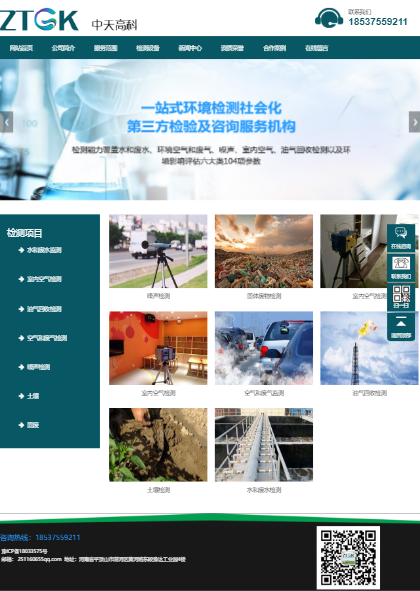 ZTGK 中天高科
联系我们
18537559211
网站首页 公司简介 服务范围 检测设备 新闻中心 资质荣誉 合作案例 在线留言
一站式环境检测社会化
第三方检验及咨询服务机构
检测能力覆盖水和废水、环境空气和废气、噪声、室内空气、油气回收检测以及环
境影响评估六大类104项参数
检测项目
水和废水监测
室内空气检测
油气回收检测
空气和废气检测
噪声检测
土壤
固废
噪声检测
固体废物检测
室内空气检测
室内空气检测
空气和废气监测
油气回收检测
土壤检测
水和废水检测
在线咨询
联系我们
扫一扫
返回顶部
咨询热线：18537559211
豫ICP备18033575号
邮箱： 251160655qq.com